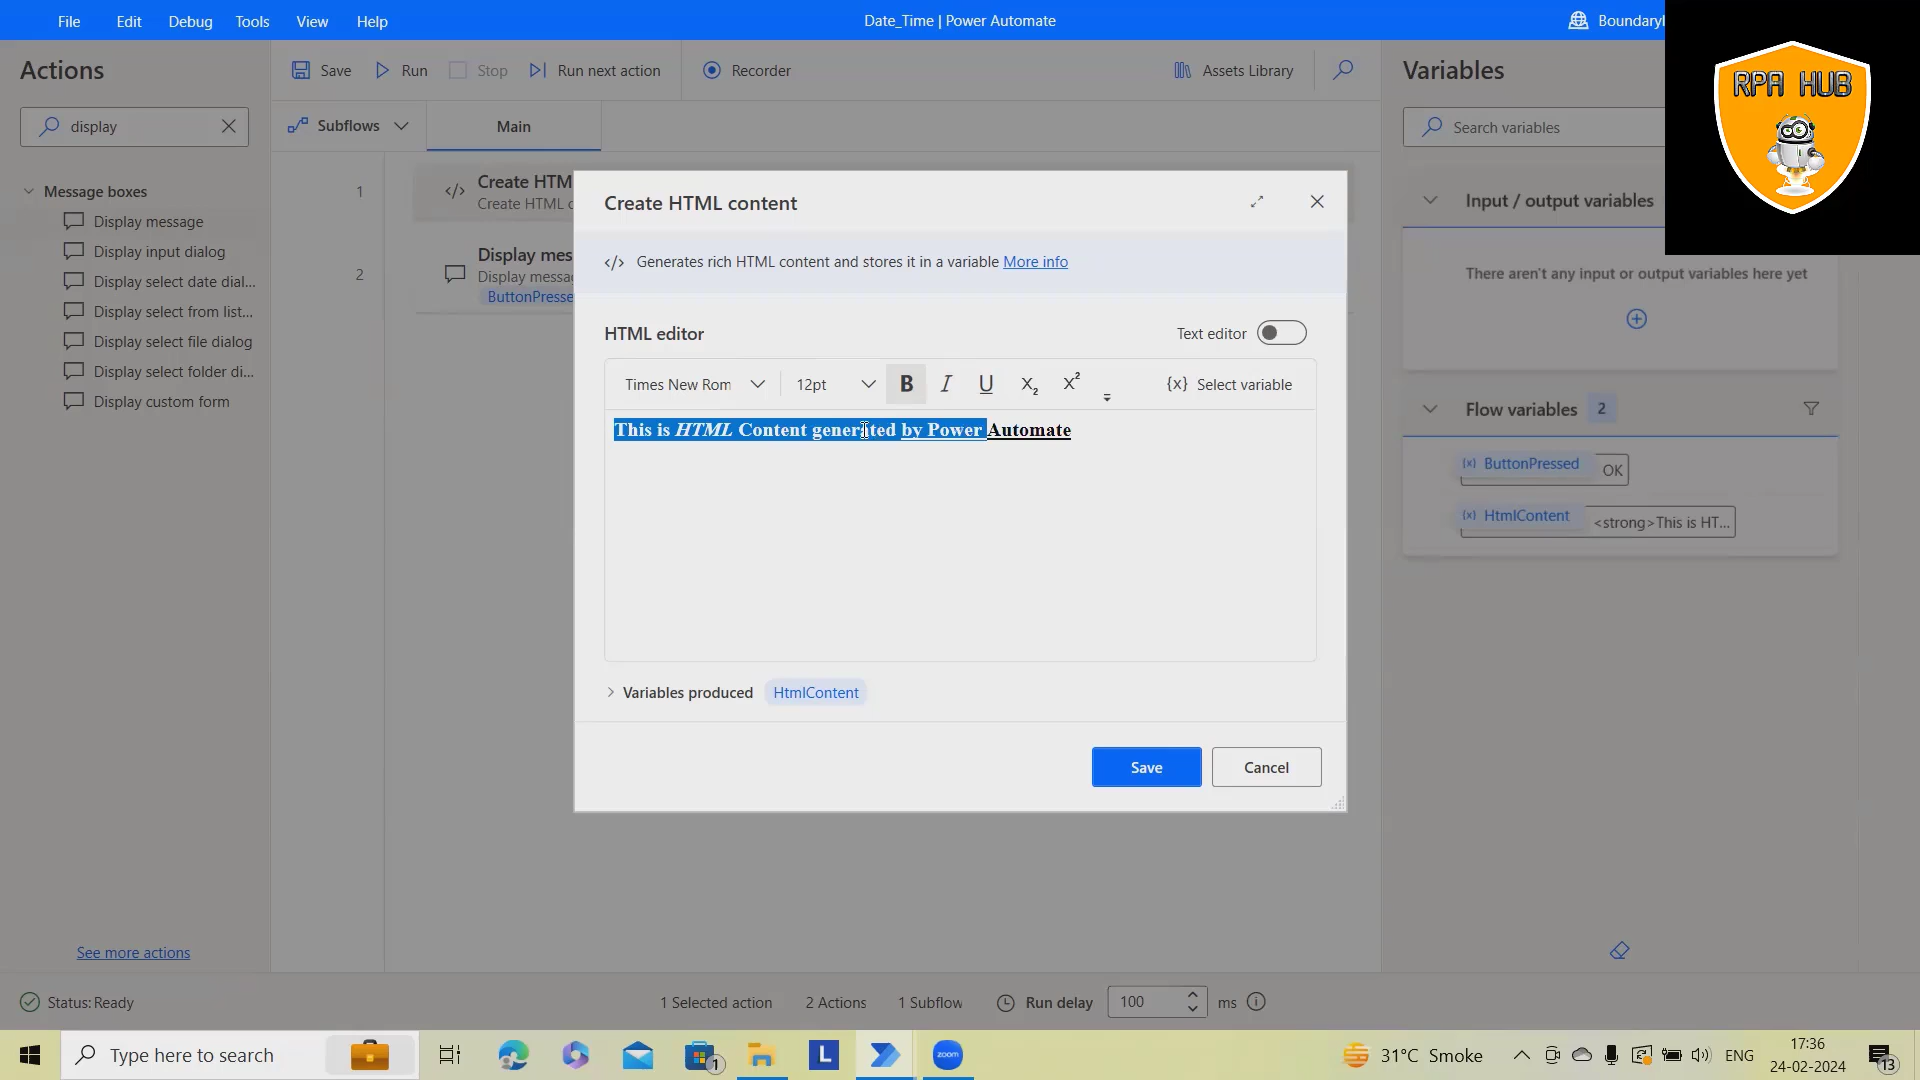 File Edit Debug Tools View Help Date_Time | Power Automate Boundaryl
RPA HUB
Actions
Save Run Stop Run next action Recorder Assets Library
Variables
display
Subflows Main
Search variables
Message boxes
Display message
Display input dialog
Display select date dial...
Display select from list...
Display select file dialog
Display select folder di...
Display custom form
See more actions
1 Create HTM
Create HTML c
2 Display mes
Display messa
ButtonPresse
Create HTML content
</> Generates rich HTML content and stores it in a variable More info
HTML editor Text editor
Times New Rom 12pt B I U X2 X2 {x} Select variable
This is HTML Content generated by Power Automate
Variables produced HtmlContent
Save Cancel
Input / output variables
There aren't any input or output variables here yet
Flow variables 2
{x} ButtonPressed OK
{x} HtmlContent <strong>This is HT...
Status: Ready 1 Selected action 2 Actions 1 Subflow Run delay 100 ms
Type here to search 1 L zoom 31°C Smoke ENG 17:36
24-02-2024 13